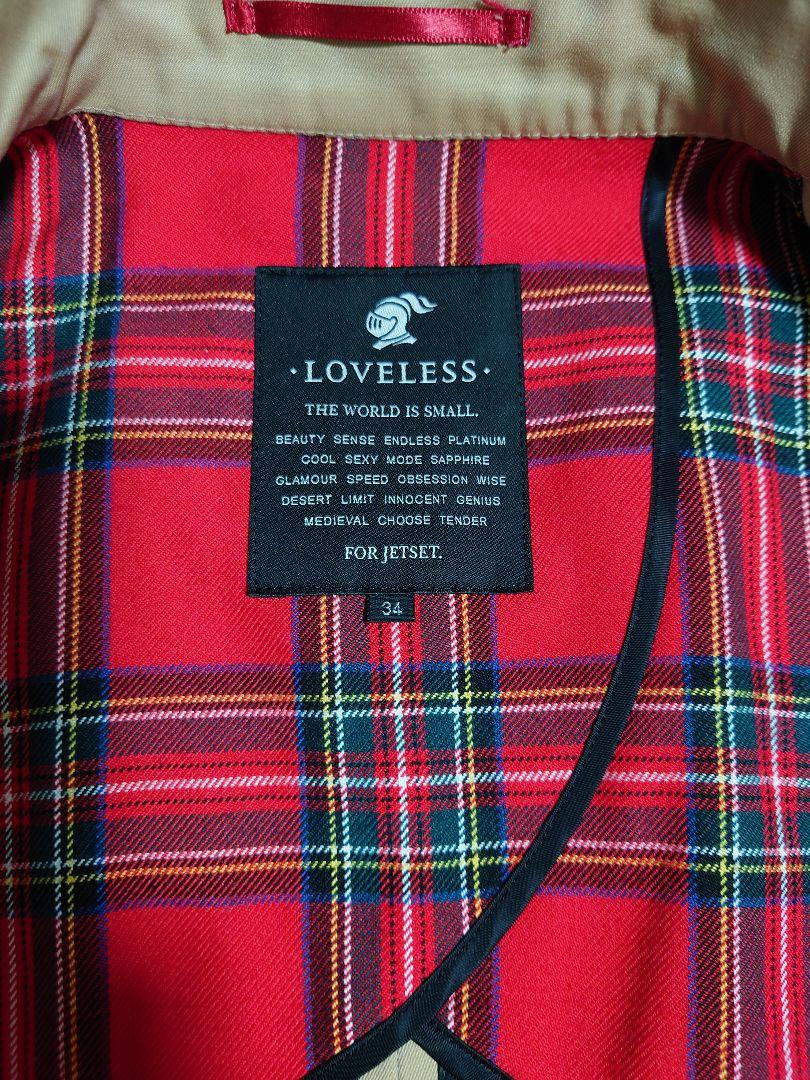 ·LOVELESS·
THE WORLD IS SMALL.
BEAUTY SENSE ENDLESS PLATINUM
COOL SEXY MODE SAPPHIRE
GLAMOUR SPEED OBSESSION WISE
DESERT LIMIT INNOCENT GENIUS
MEDIEVAL CHOOSE TENDER
FOR JETSET.
34